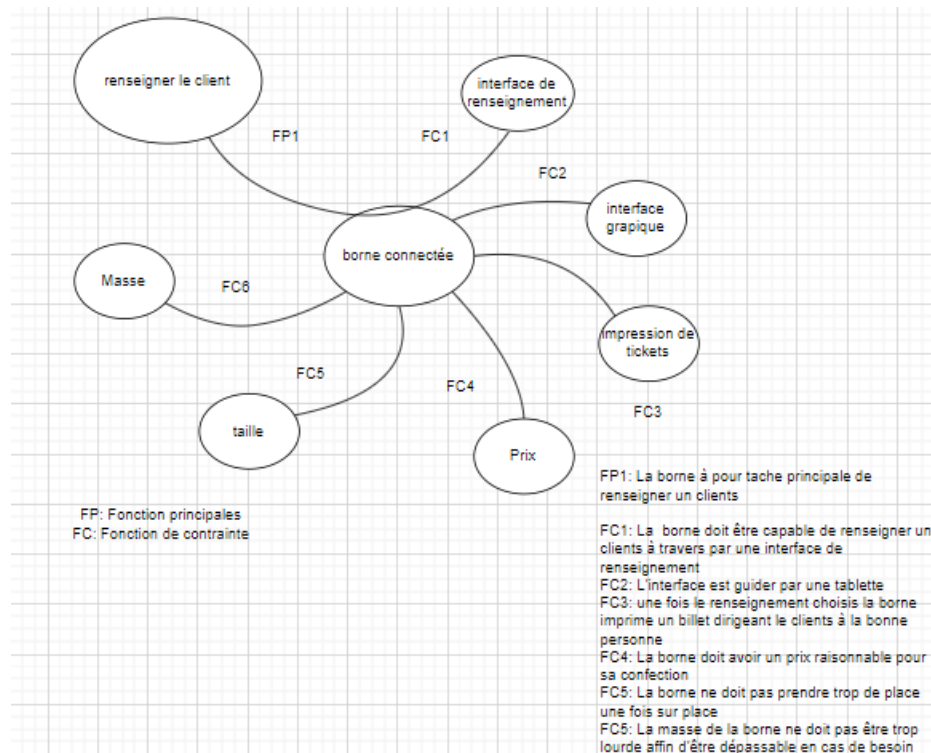 renseigner le client
interface de
renseignement
FP1
FC1
FC2
interface
grapique
borne connectée
Masse
FC6
impression de
tickets
FC5
FC4
FC3
taille
Prix
FP: Fonction principales
FC: Fonction de contrainte
FP1: La borne à pour tache principale de
renseigner un clients
FC1: La borne doit être capable de renseigner un
clients à travers par une interface de
renseignement
FC2: L'interface est guider par une tablette
FC3: une fois le renseignement choisis la borne
imprime un billet dirigeant le clients à la bonne
personne
FC4: La borne doit avoir un prix raisonnable pour
sa confection
FC5: La borne ne doit pas prendre trop de place
une fois sur place
FC5: La masse de la borne ne doit pas être trop
lourde affin d'être dépassable en cas de besoin